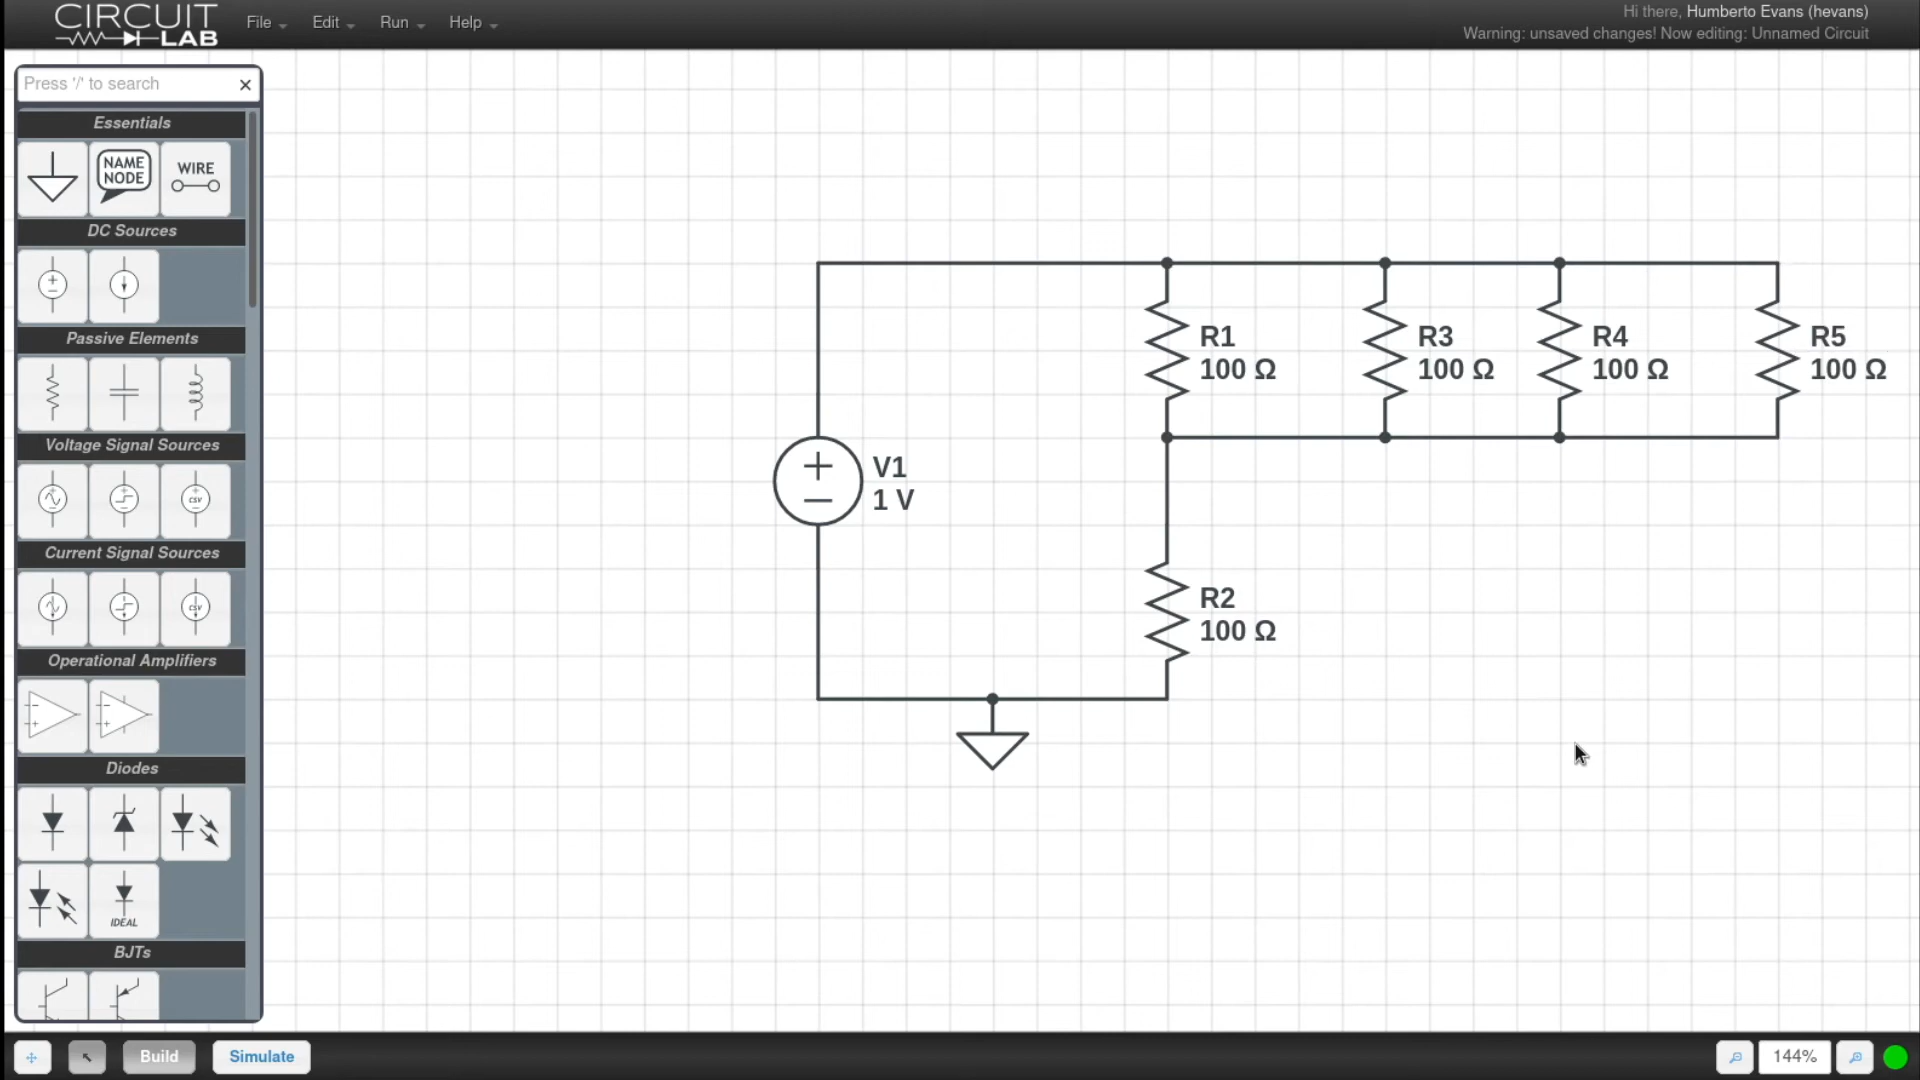 CIRCUIT
LAB
File
Edit
Run
Help
Hi there, Humberto Evans (hevans)
Warning: unsaved changes! Now editing: Unnamed Circuit
Press '/' to search
Essentials
NAME
NODE
WIRE
DC Sources
Passive Elements
Voltage Signal Sources
CSV
Current Signal Sources
CSV
Operational Amplifiers
Diodes
IDEAL
BJTs
V1
1 V
R1
100 Ω
R3
100 Ω
R4
100 Ω
R5
100 Ω
R2
100 Ω
Build
Simulate
144%